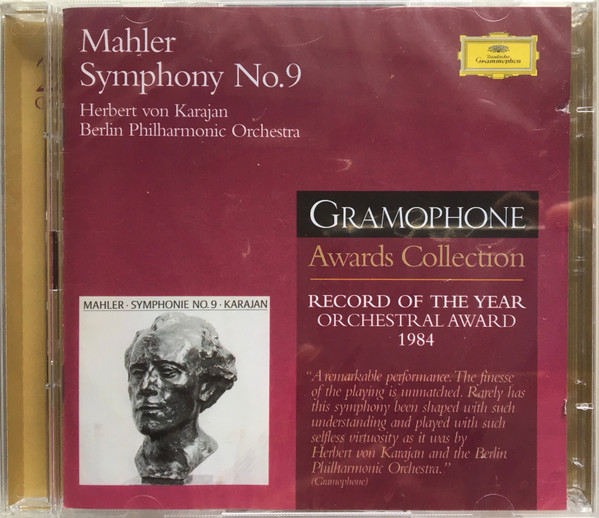 Mahler
Symphony No.9
Herbert von Karajan
Berlin Philharmonic Orchestra
Deutsche
Grammophon
GRAMOPHONE
Awards Collection
RECORD OF THE YEAR
ORCHESTRAL AWARD
1984
MAHLER · SYMPHONIE NO. 9 · KARAJAN
“A remarkable performance. The finesse
of the playing is unmatched. Rarely has
this symphony been shaped with such
understanding and played with such
selfless virtuosity as it was by
Herbert von Karajan and the Berlin
Philharmonic Orchestra.”
(Gramophone)